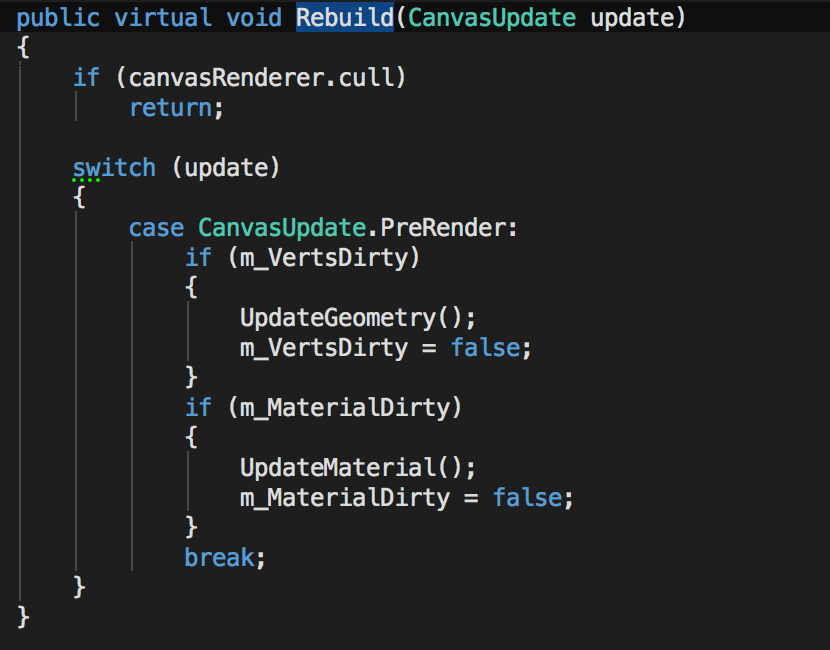 public virtual void Rebuild(CanvasUpdate update)
{
    if (canvasRenderer.cull)
        return;

    switch (update)
    {
        case CanvasUpdate.PreRender:
            if (m_VertsDirty)
            {
                UpdateGeometry();
                m_VertsDirty = false;
            }
            if (m_MaterialDirty)
            {
                UpdateMaterial();
                m_MaterialDirty = false;
            }
            break;
    }
}